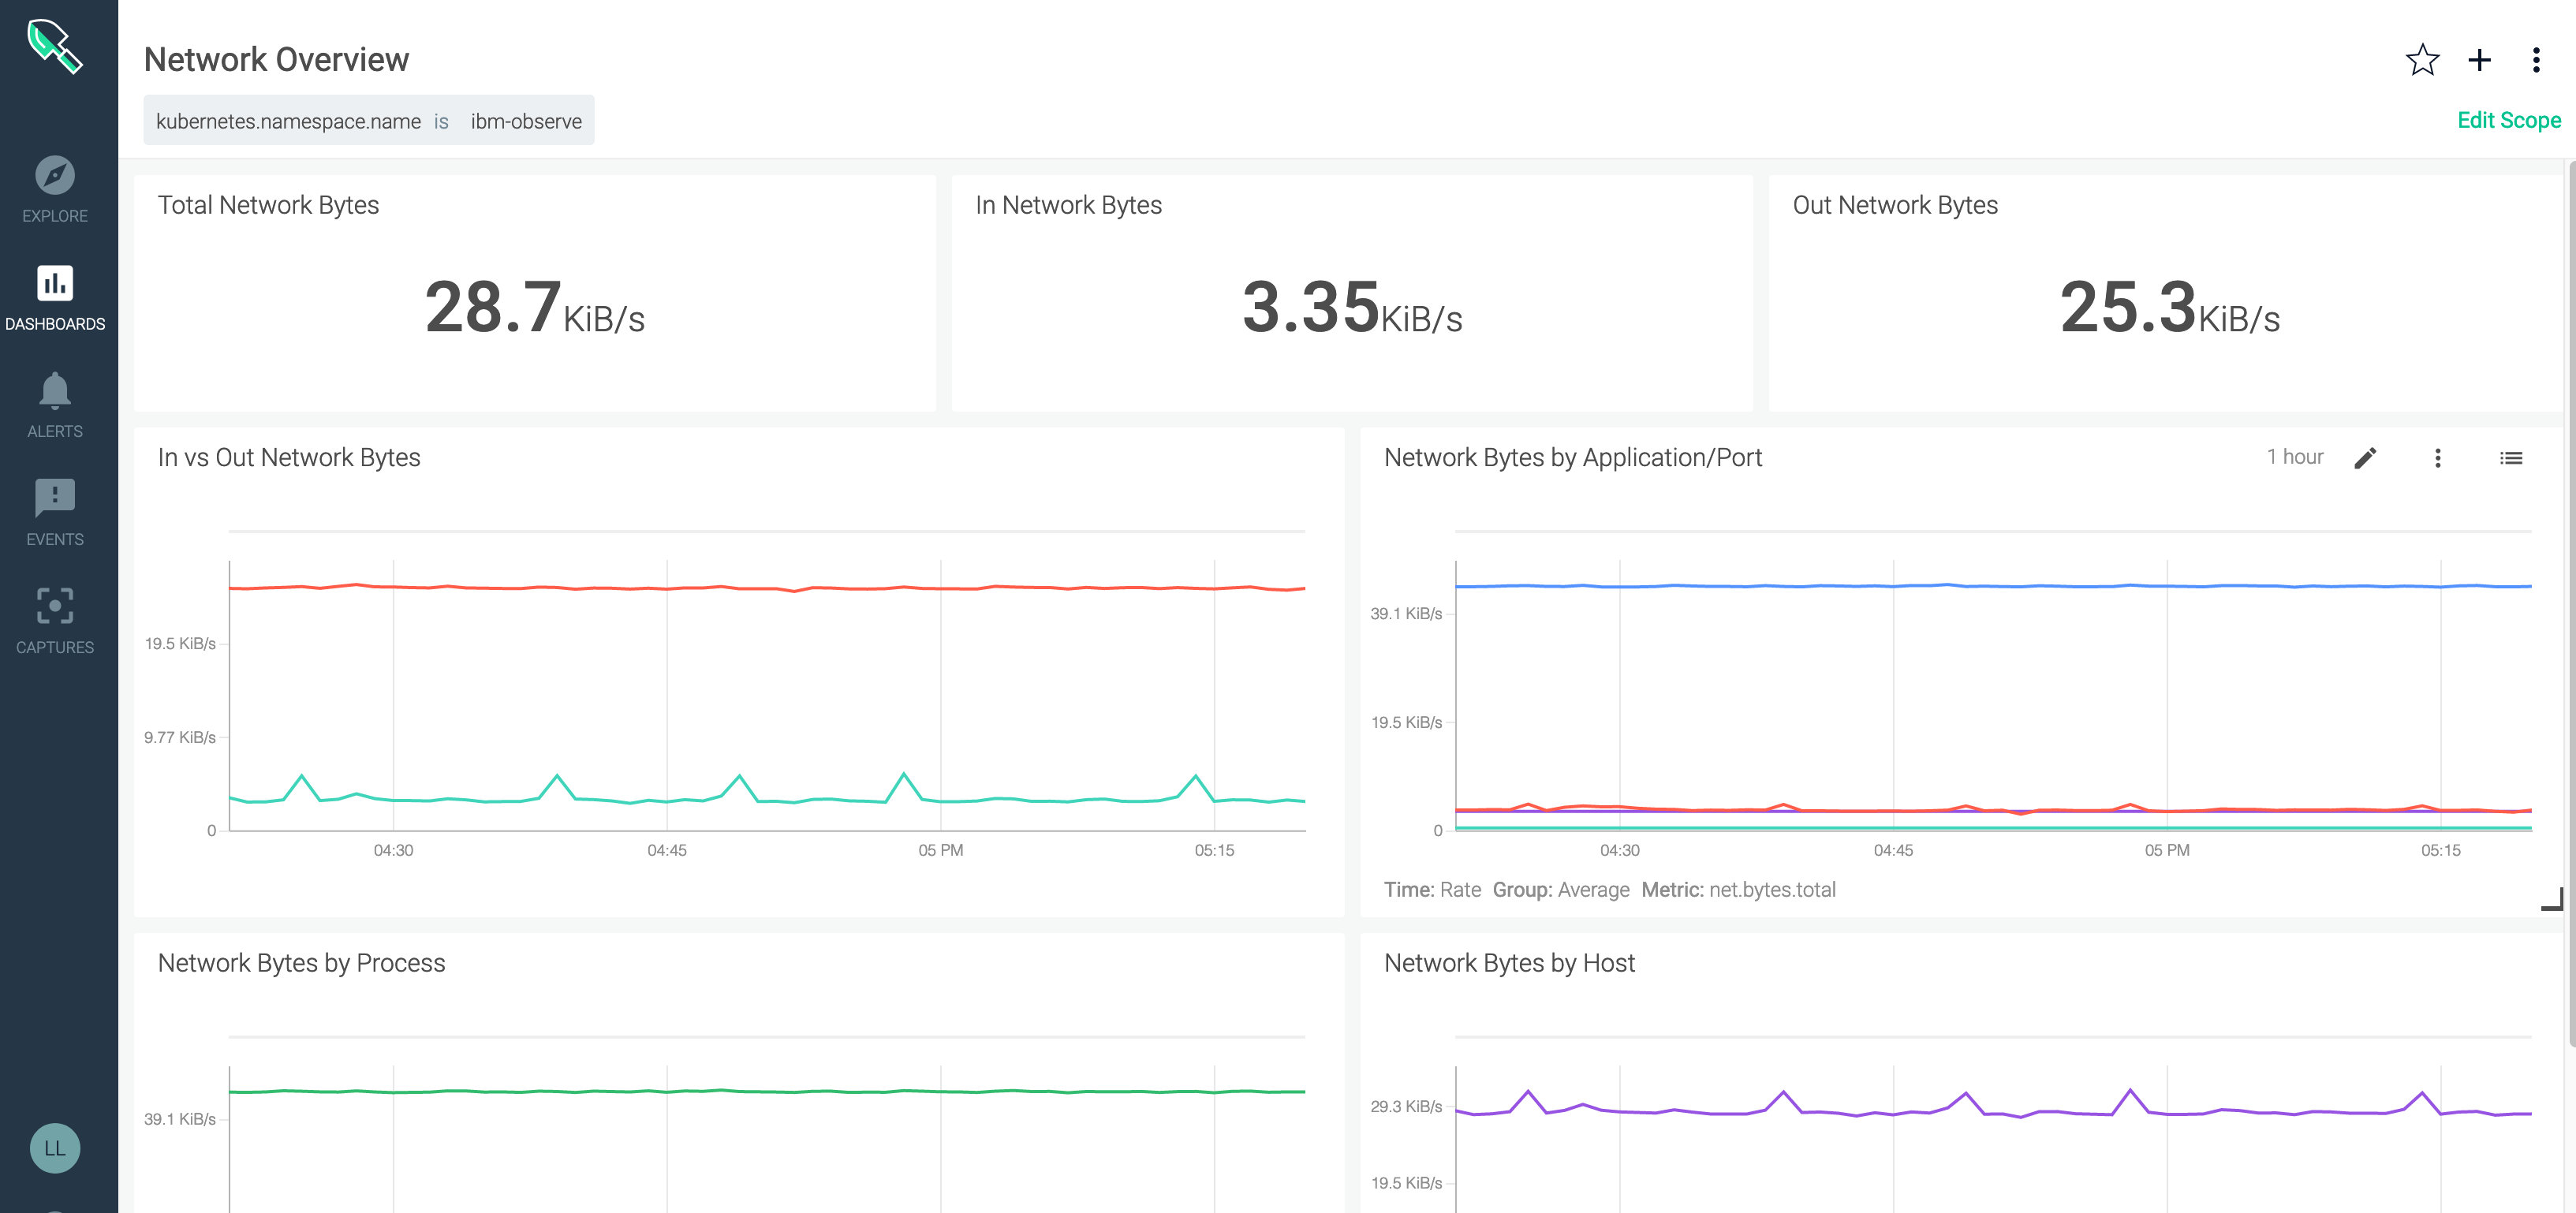 Network Overview
kubernetes.namespace.name is ibm-observe
Edit Scope
EXPLORE
DASHBOARDS
ALERTS
EVENTS
CAPTURES
LL
Total Network Bytes
28.7KiB/s
In Network Bytes
3.35KiB/s
Out Network Bytes
25.3KiB/s
In vs Out Network Bytes
19.5 KiB/s
9.77 KiB/s
0
04:30 04:45 05 PM 05:15
Network Bytes by Application/Port
1 hour
39.1 KiB/s
19.5 KiB/s
0
04:30 04:45 05 PM 05:15
Time: Rate Group: Average Metric: net.bytes.total
Network Bytes by Process
39.1 KiB/s
Network Bytes by Host
29.3 KiB/s
19.5 KiB/s